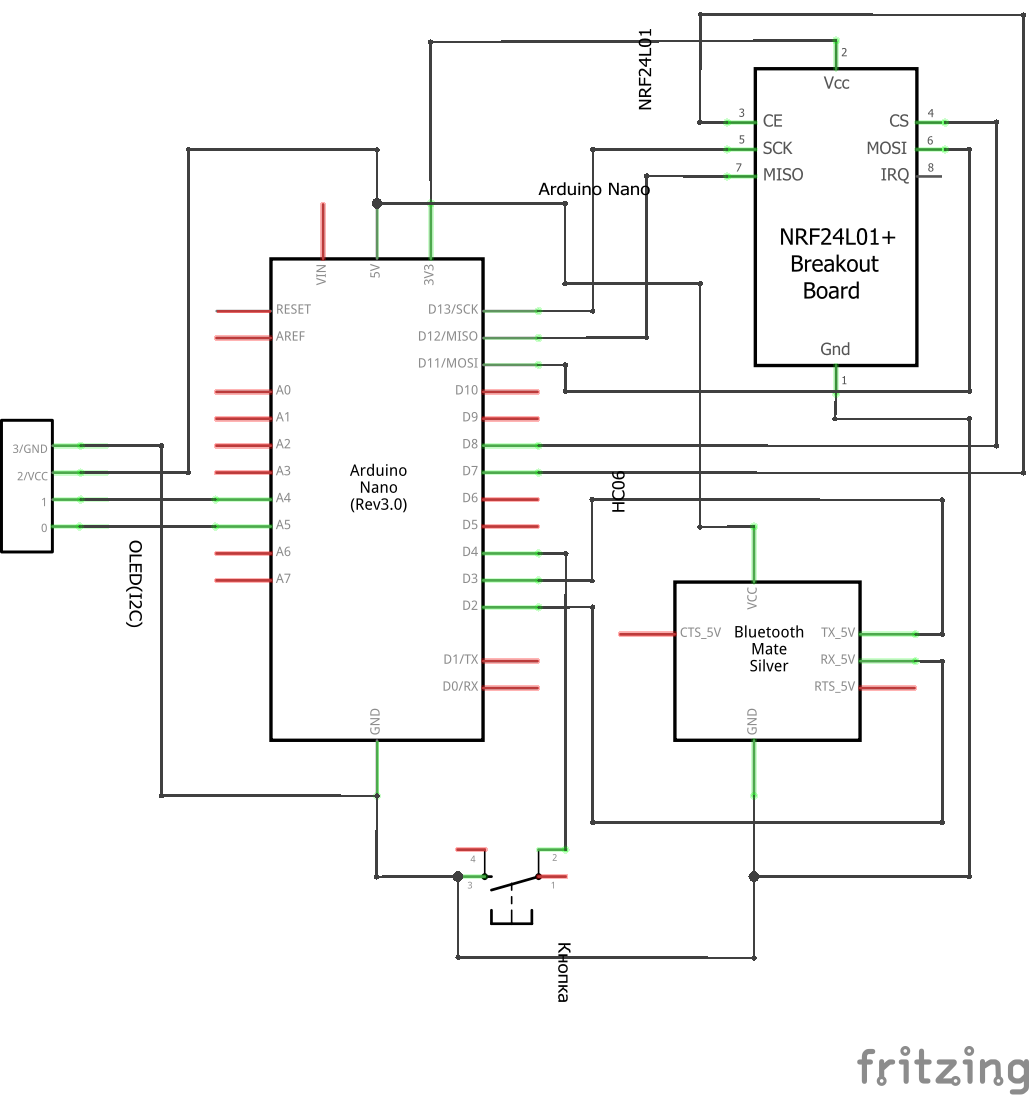 NRF24L01
2
Vcc
3
CE
CS
4
5
SCK
MOSI
6
7
MISO
IRQ
8
NRF24L01+
Breakout
Board
Gnd
1
Arduino Nano
VIN
5V
3V3
RESET
AREF
A0
A1
A2
A3
A4
A5
A6
A7
D13/SCK
D12/MISO
D11/MOSI
D10
D9
D8
D7
D6
D5
D4
D3
D2
D1/TX
D0/RX
Arduino
Nano
(Rev3.0)
GND
3/GND
2/VCC
1
0
OLED(I2C)
HC06
VCC
CTS_5V
Bluetooth
Mate
Silver
TX_5V
RX_5V
RTS_5V
GND
4
2
3
1
Кнопка
fritzing